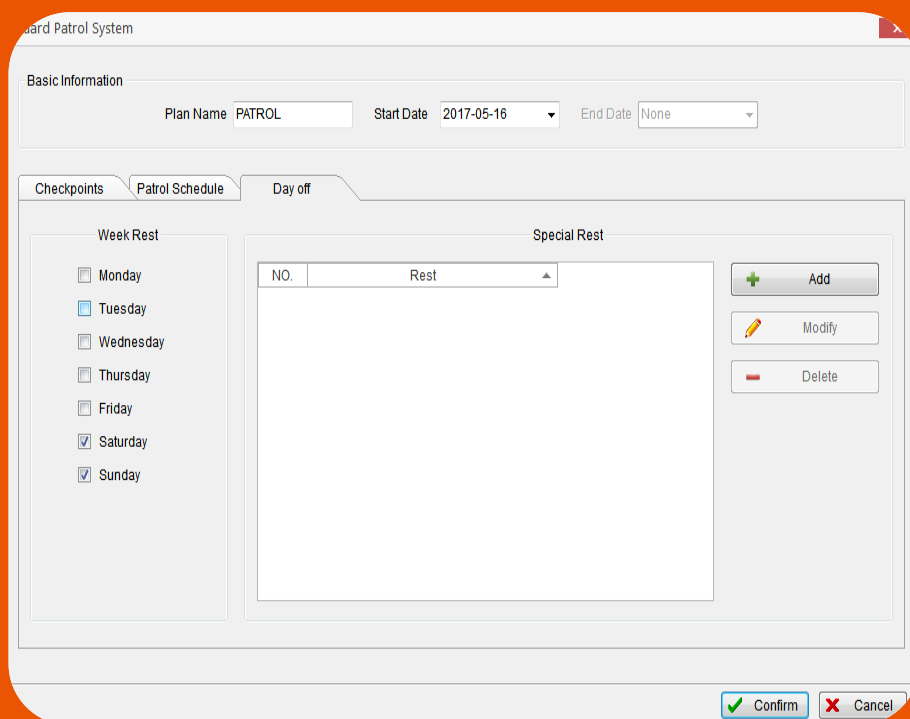 uard Patrol System
Basic Information
Plan Name PATROL Start Date 2017-05-16 End Date None
Checkpoints Patrol Schedule Day off
Week Rest
Monday
Tuesday
Wednesday
Thursday
Friday
Saturday
Sunday
Special Rest
NO. Rest
Add
Modify
Delete
Confirm Cancel